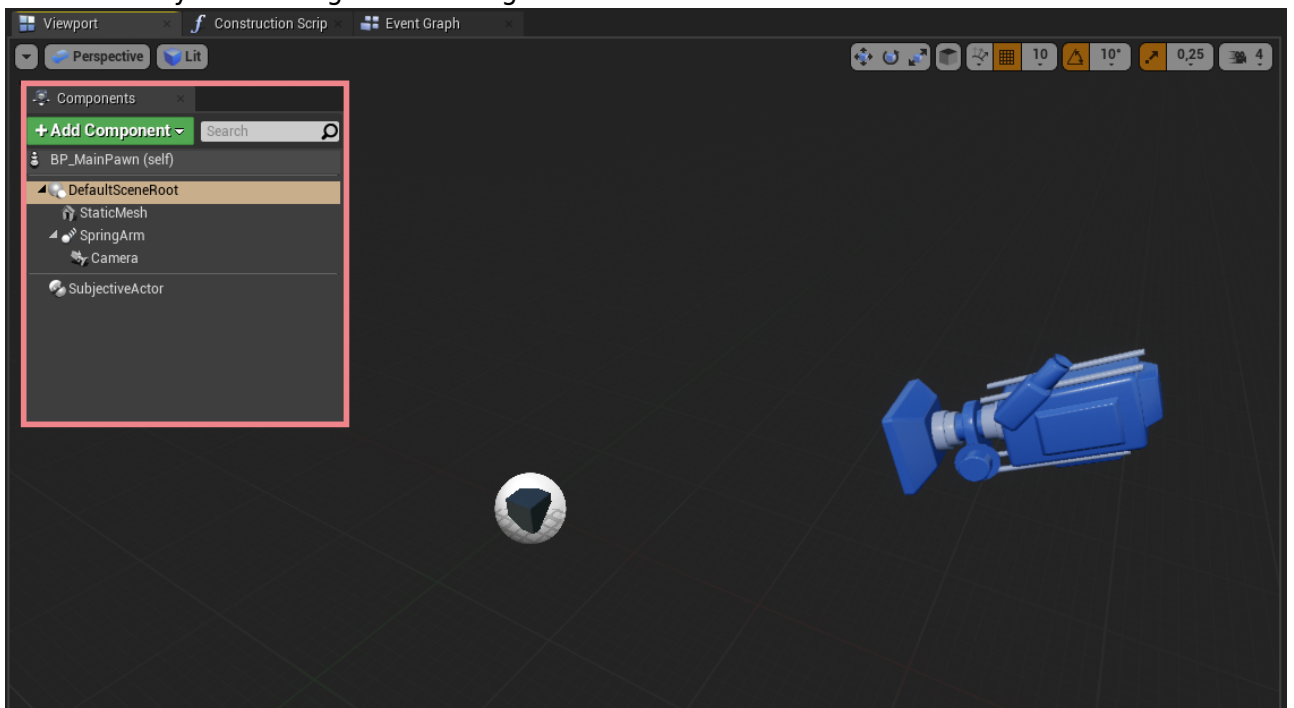 Viewport
Construction Scrip
Event Graph
Perspective
Lit
10
10°
0,25
4
Components
+Add Component
Search
BP_MainPawn (self)
DefaultSceneRoot
StaticMesh
SpringArm
Camera
SubjectiveActor